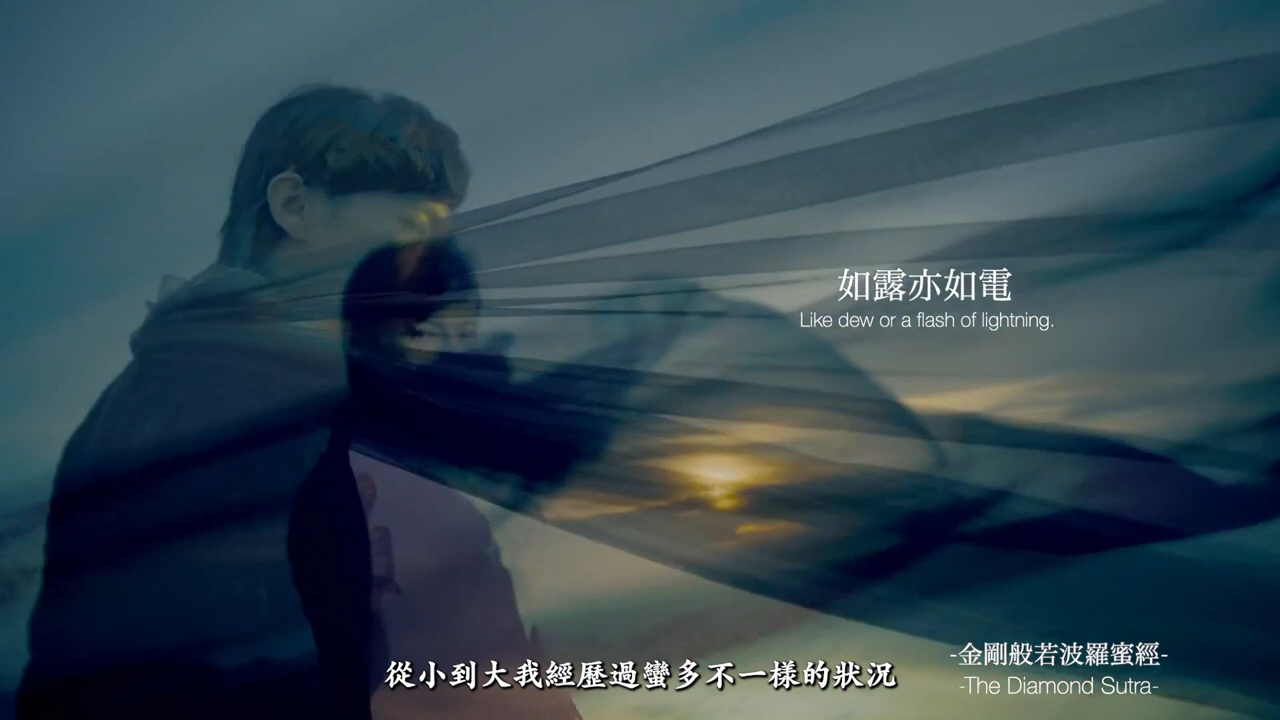 如露亦如電
Like dew or a flash of lightning.
-金剛般若波羅蜜經-
-The Diamond Sutra-
從小到大我經歷過蠻多不一樣的狀況